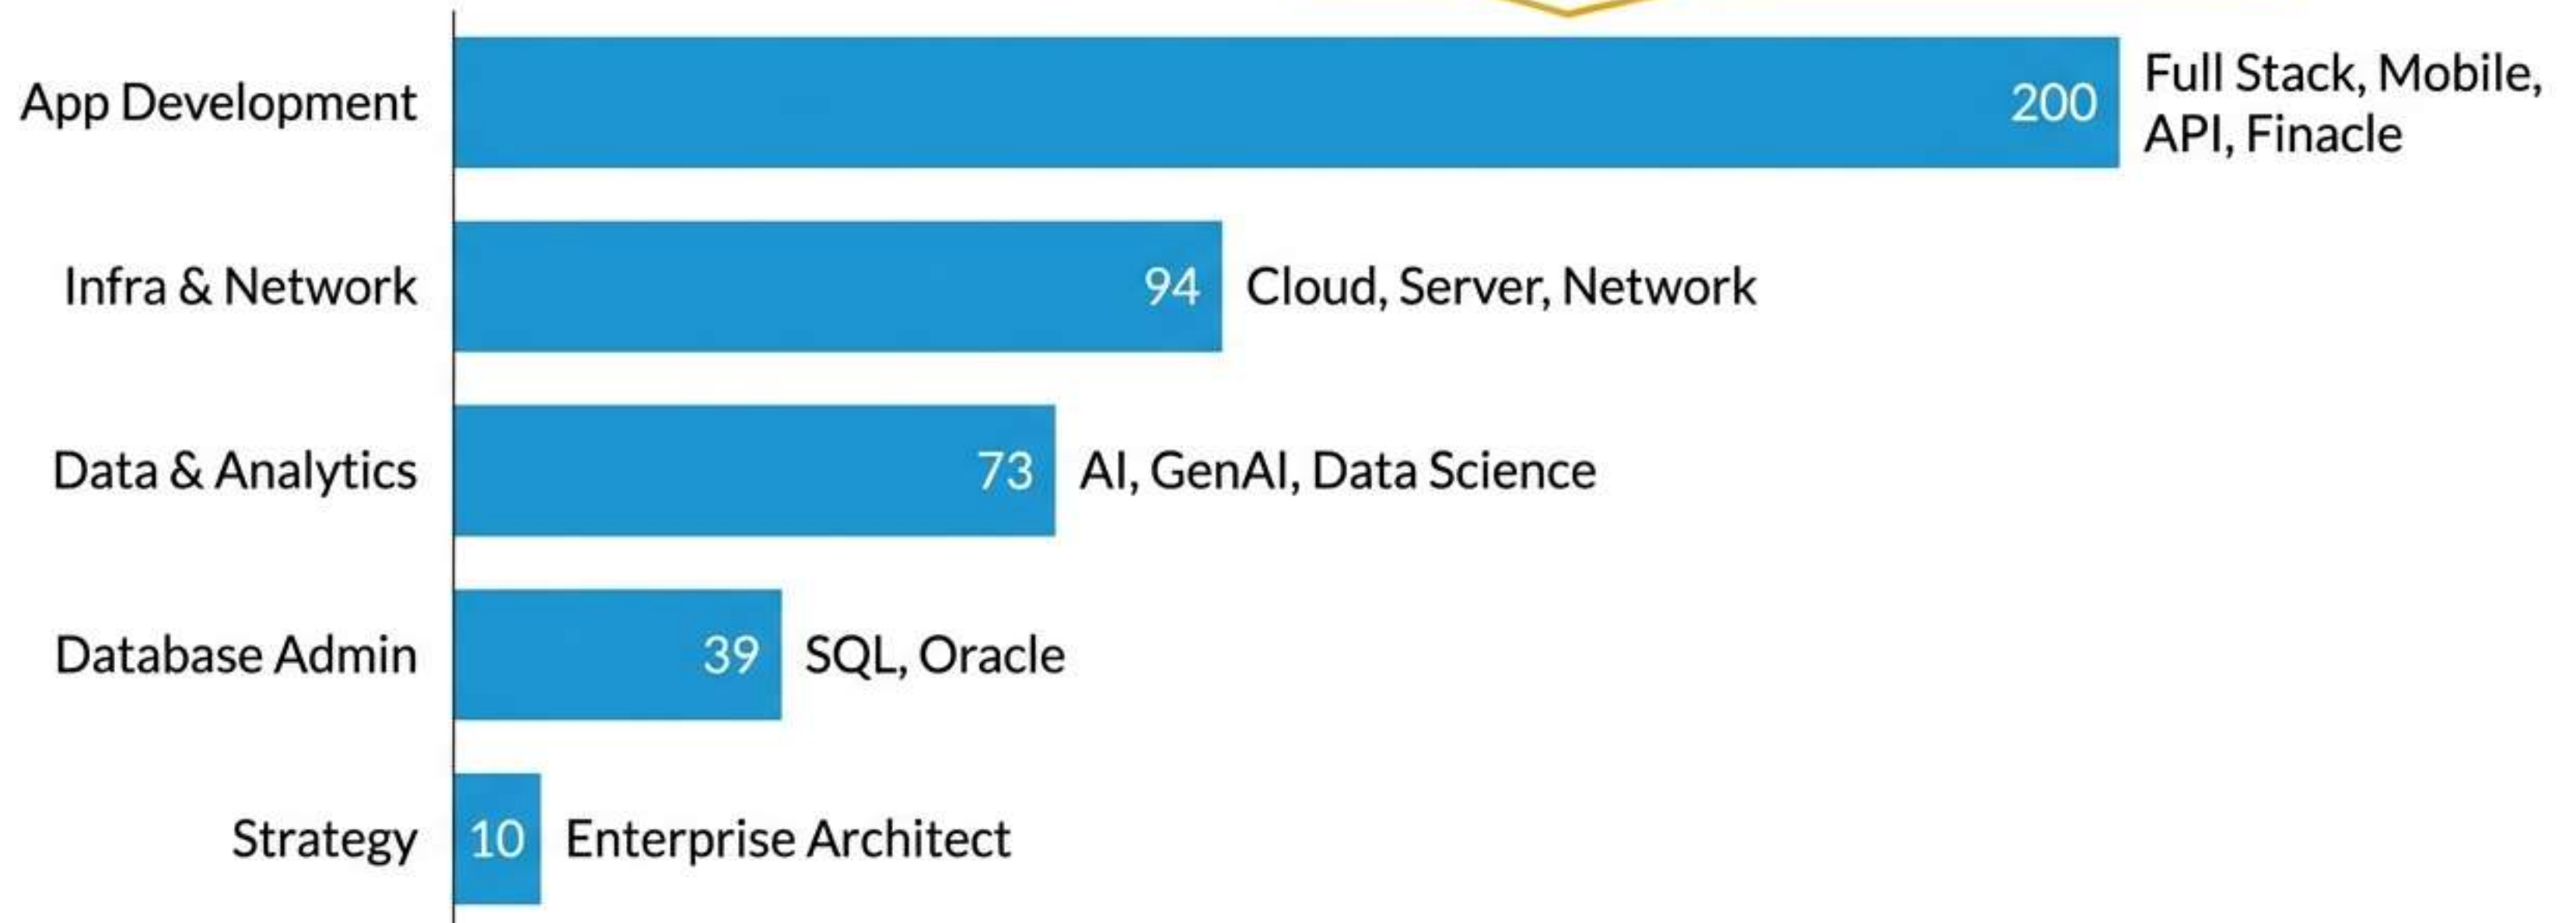 App Development 200 Full Stack, Mobile,
API, Finacle
Infra & Network 94 Cloud, Server, Network
Data & Analytics 73 AI, GenAI, Data Science
Database Admin 39 SQL, Oracle
Strategy 10 Enterprise Architect